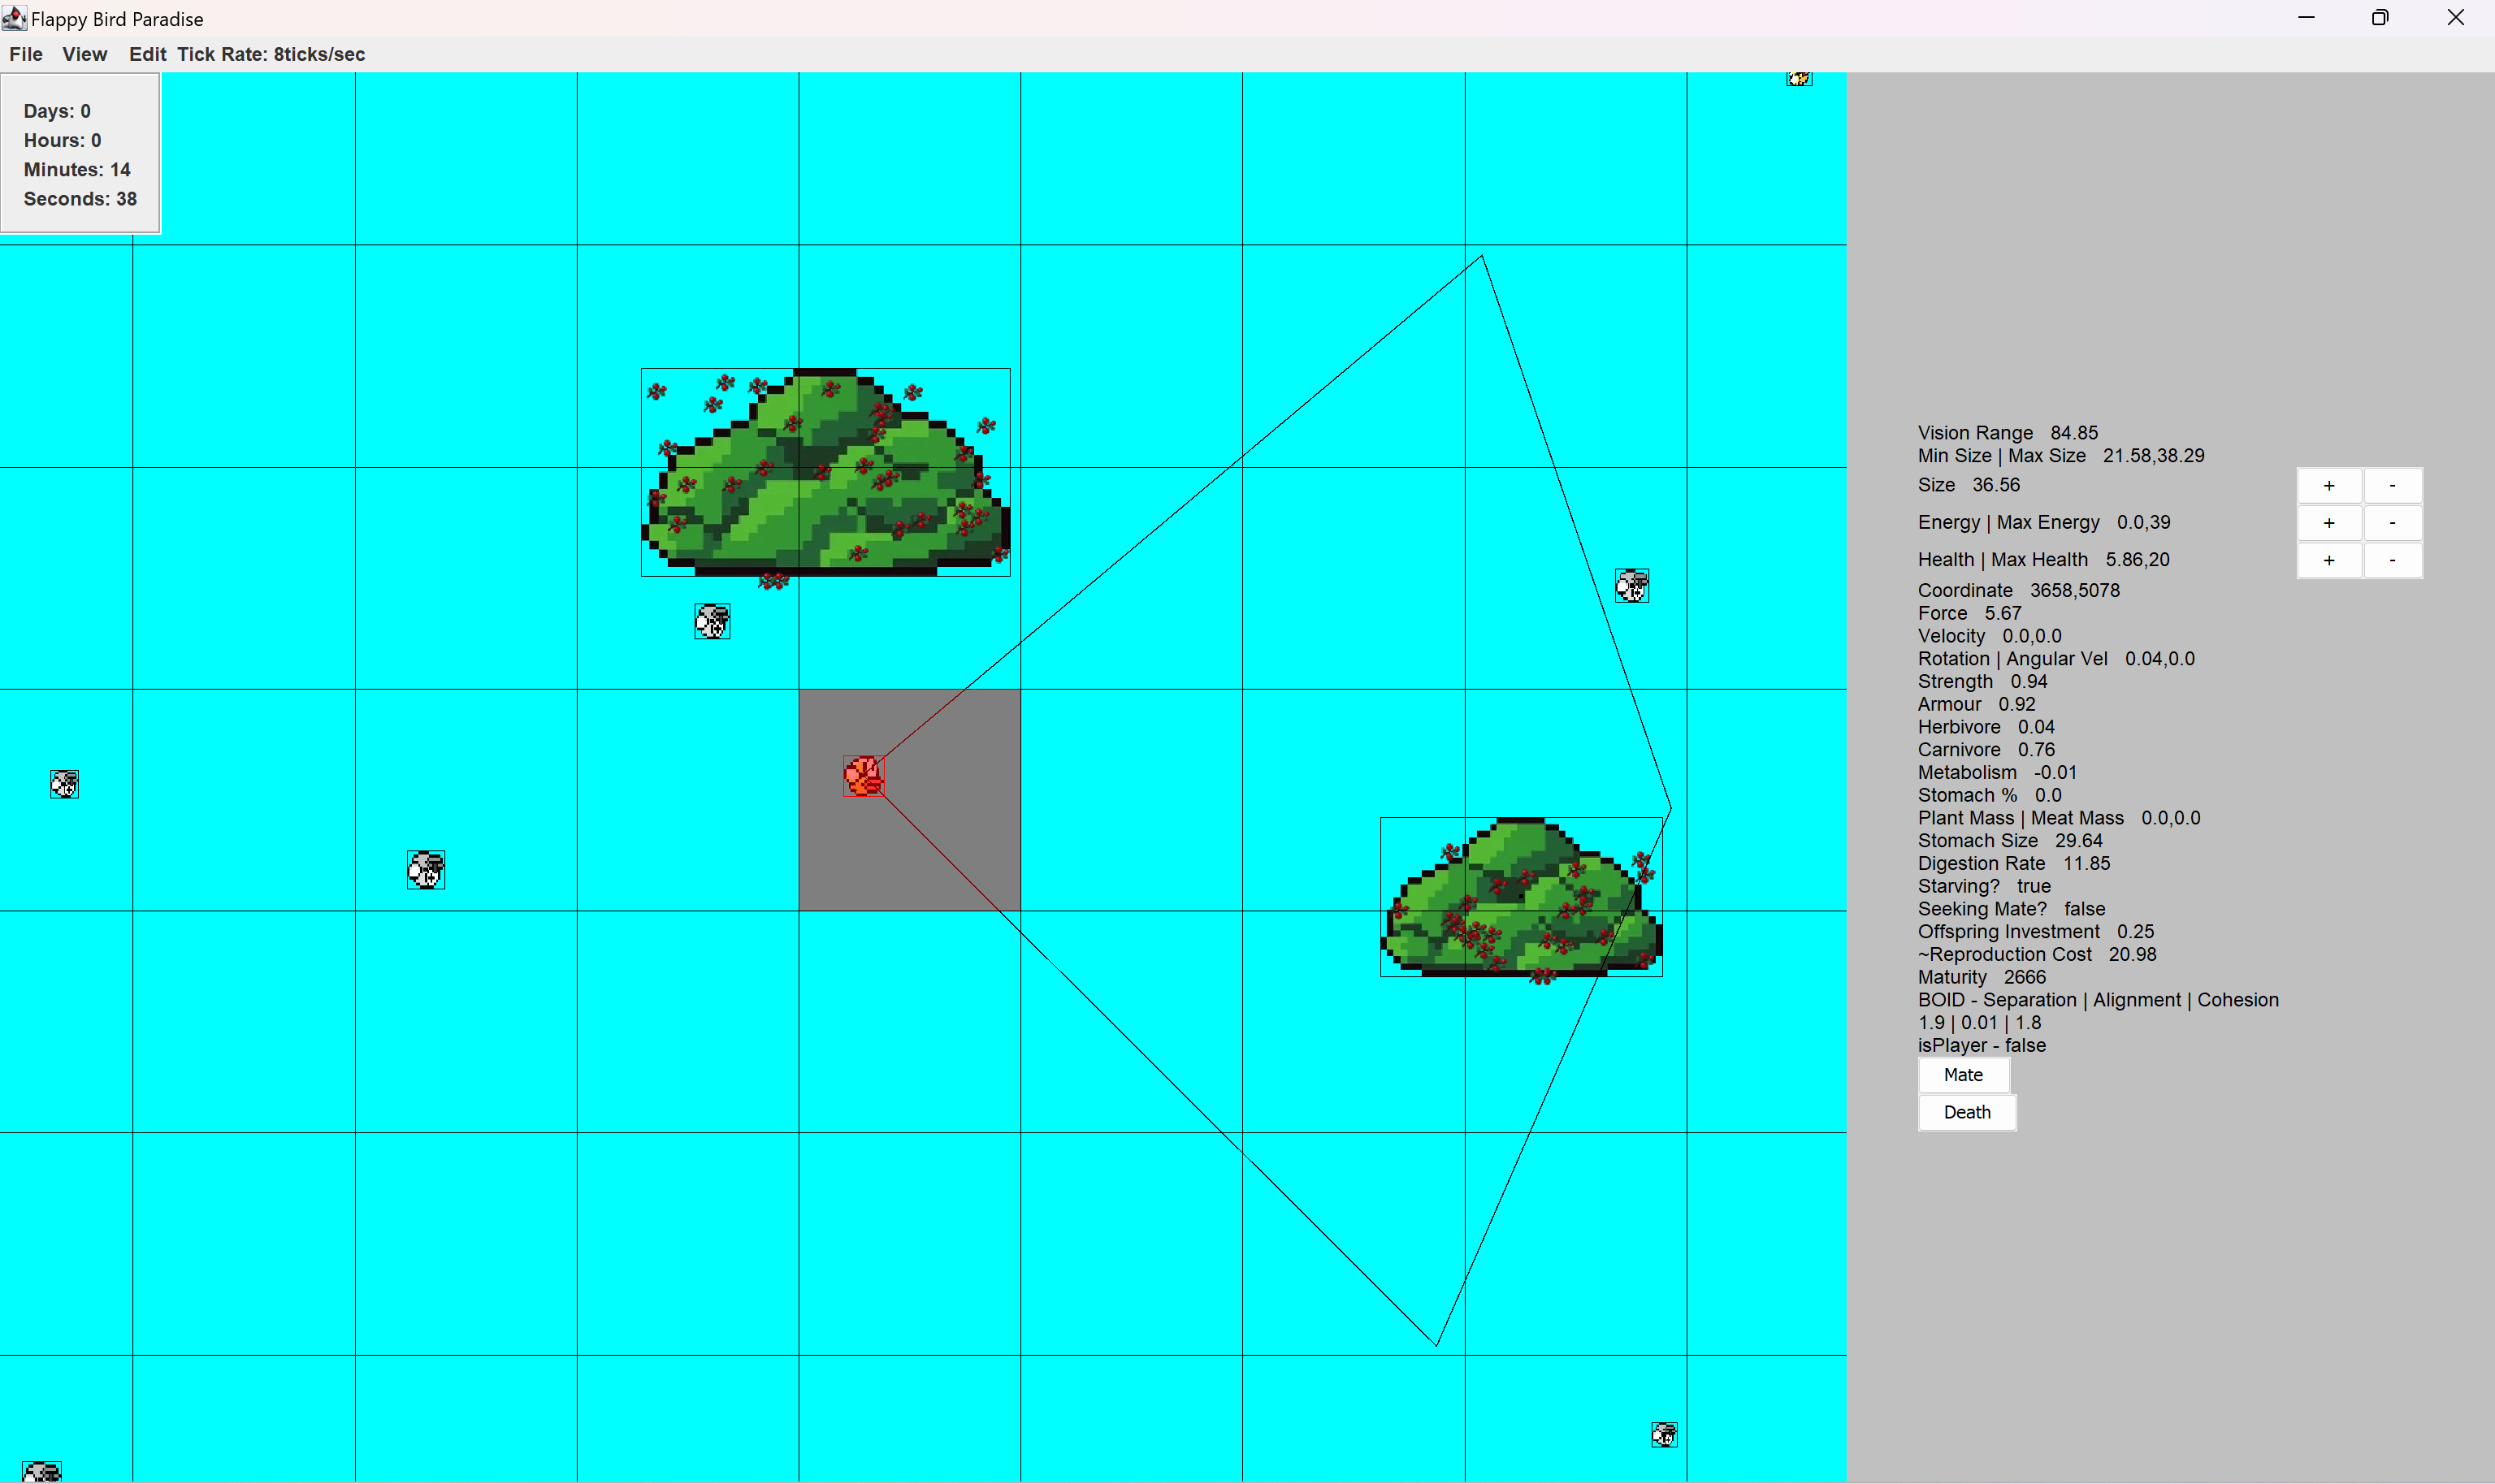 Flappy Bird Paradise
File View Edit Tick Rate: 8ticks/sec
Days: 0
Hours: 0
Minutes: 14
Seconds: 38
Vision Range 84.85
Min Size | Max Size 21.58,38.29
Size 36.56 + -
Energy | Max Energy 0.0,39 + -
Health | Max Health 5.86,20 + -
Coordinate 3658,5078
Force 5.67
Velocity 0.0,0.0
Rotation | Angular Vel 0.04,0.0
Strength 0.94
Armour 0.92
Herbivore 0.04
Carnivore 0.76
Metabolism -0.01
Stomach % 0.0
Plant Mass | Meat Mass 0.0,0.0
Stomach Size 29.64
Digestion Rate 11.85
Starving? true
Seeking Mate? false
Offspring Investment 0.25
~Reproduction Cost 20.98
Maturity 2666
BOID - Separation | Alignment | Cohesion
1.9 | 0.01 | 1.8
isPlayer - false
Mate
Death